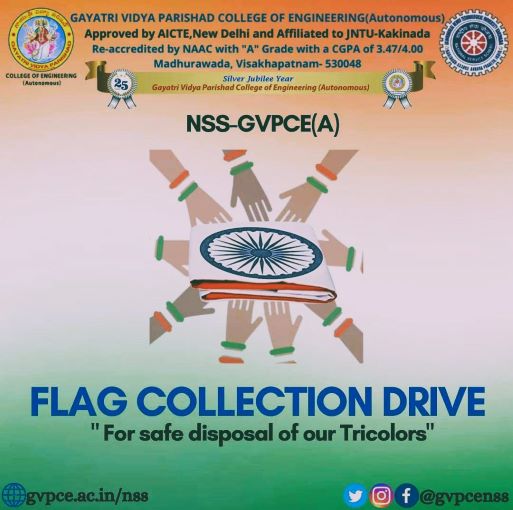 GAYATRI VIDYA PARISHAD COLLEGE OF ENGINEERING(Autonomous)
Approved by AICTE,New Delhi and Affiliated to JNTU-Kakinada
Re-accredited by NAAC with "A" Grade with a CGPA of 3.47/4.00
Madhurawada, Visakhapatnam- 530048
COLLEGE OF ENGINEERING
(Autonomous)
25
Silver Jubilee Year
Gayatri Vidya Parishad College of Engineering (Autonomous)
NSS-GVPCE(A)
FLAG COLLECTION DRIVE
" For safe disposal of our Tricolors"
gvpce.ac.in/nss
@gvpcenss